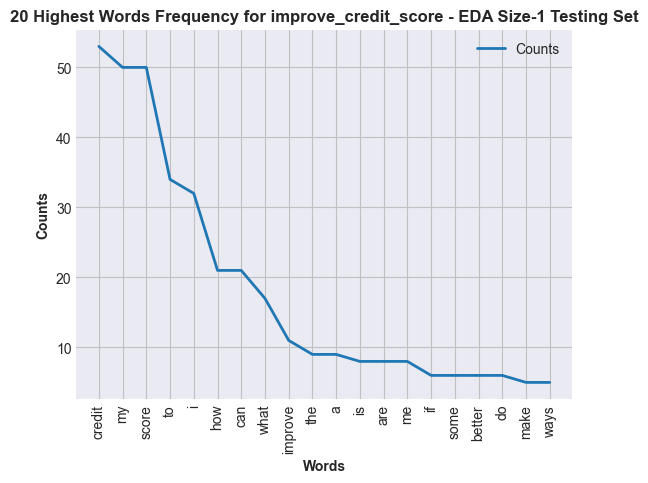 20 Highest Words Frequency for improve_credit_score - EDA Size-1 Testing Set
Counts
50
40
30
20
10
Counts
credit
my
score
to
i
how
can
what
improve
the
a
is
are
me
if
some
better
do
make
ways
Words